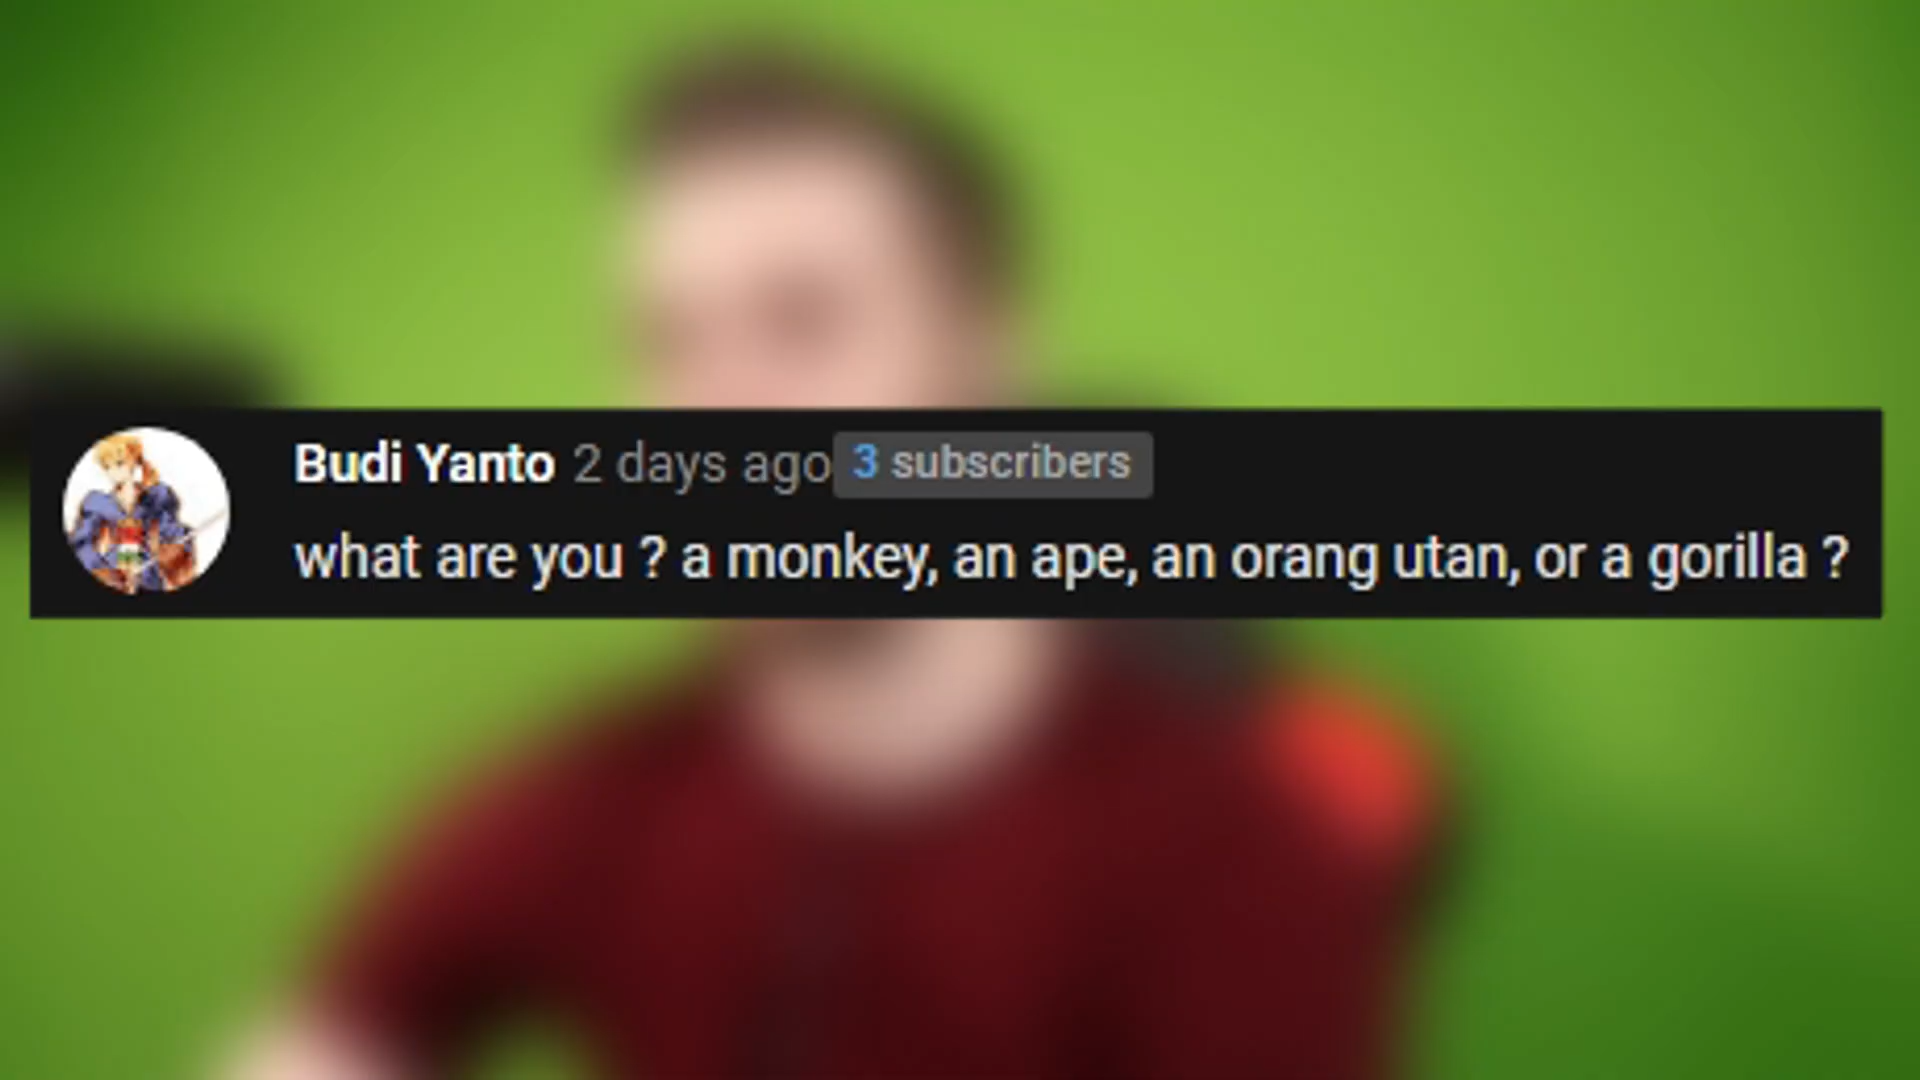 Budi Yanto 2 days ago 3 subscribers
what are you ? a monkey, an ape, an orang utan, or a gorilla ?